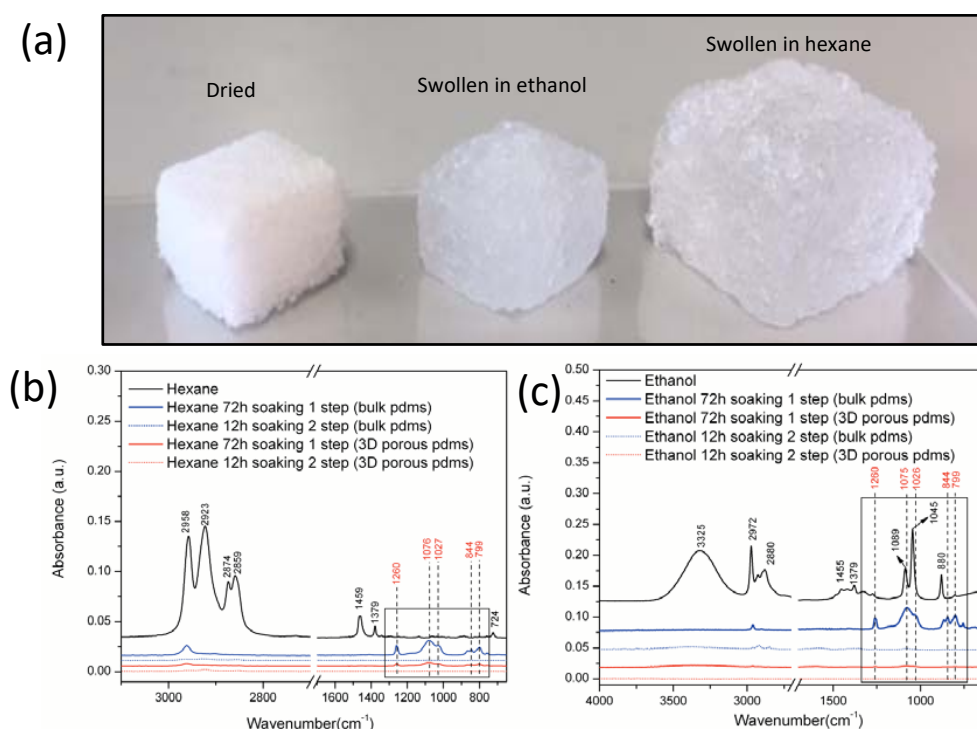 (a)
Dried
Swollen in ethanol
Swollen in hexane
(b)
0.30
0.25
0.20
0.15
0.10
0.05
0.00
Absorbance (a.u.)
Hexane
Hexane 72h soaking 1 step (bulk pdms)
Hexane 12h soaking 2 step (bulk pdms)
Hexane 72h soaking 1 step (3D porous pdms)
Hexane 12h soaking 2 step (3D porous pdms)
2958
2923
2874
2859
1459
1379
1260
1076
1027
844
799
724
3000
2800
1600
1400
1200
1000
800
Wavenumber(cm⁻¹)
(c)
0.50
0.45
0.40
0.35
0.30
0.25
0.20
0.15
0.10
0.05
0.00
Absorbance (a.u.)
Ethanol
Ethanol 72h soaking 1 step (bulk pdms)
Ethanol 72h soaking 1 step (3D porous pdms)
Ethanol 12h soaking 2 step (bulk pdms)
Ethanol 12h soaking 2 step (3D porous pdms)
3325
2972
2880
1455
1379
1260
1089
1075
1026
1045
880
844
799
4000
3500
3000
2500
2000
1500
1000
Wavenumber(cm⁻¹)